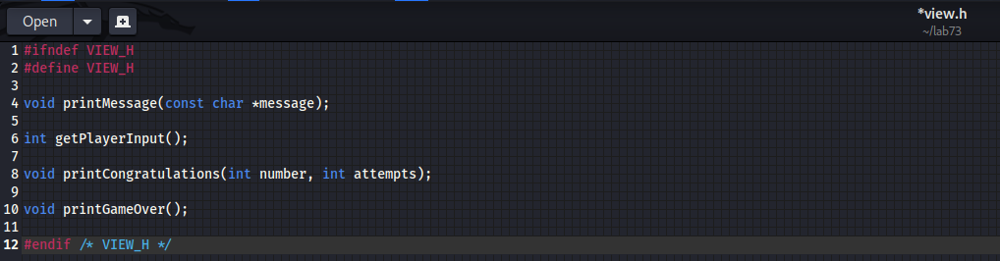 Open
*view.h
~/lab73
1 #ifndef VIEW_H
2 #define VIEW_H
3
4 void printMessage(const char *message);
5
6 int getPlayerInput();
7
8 void printCongratulations(int number, int attempts);
9
10 void printGameOver();
11
12 #endif /* VIEW_H */